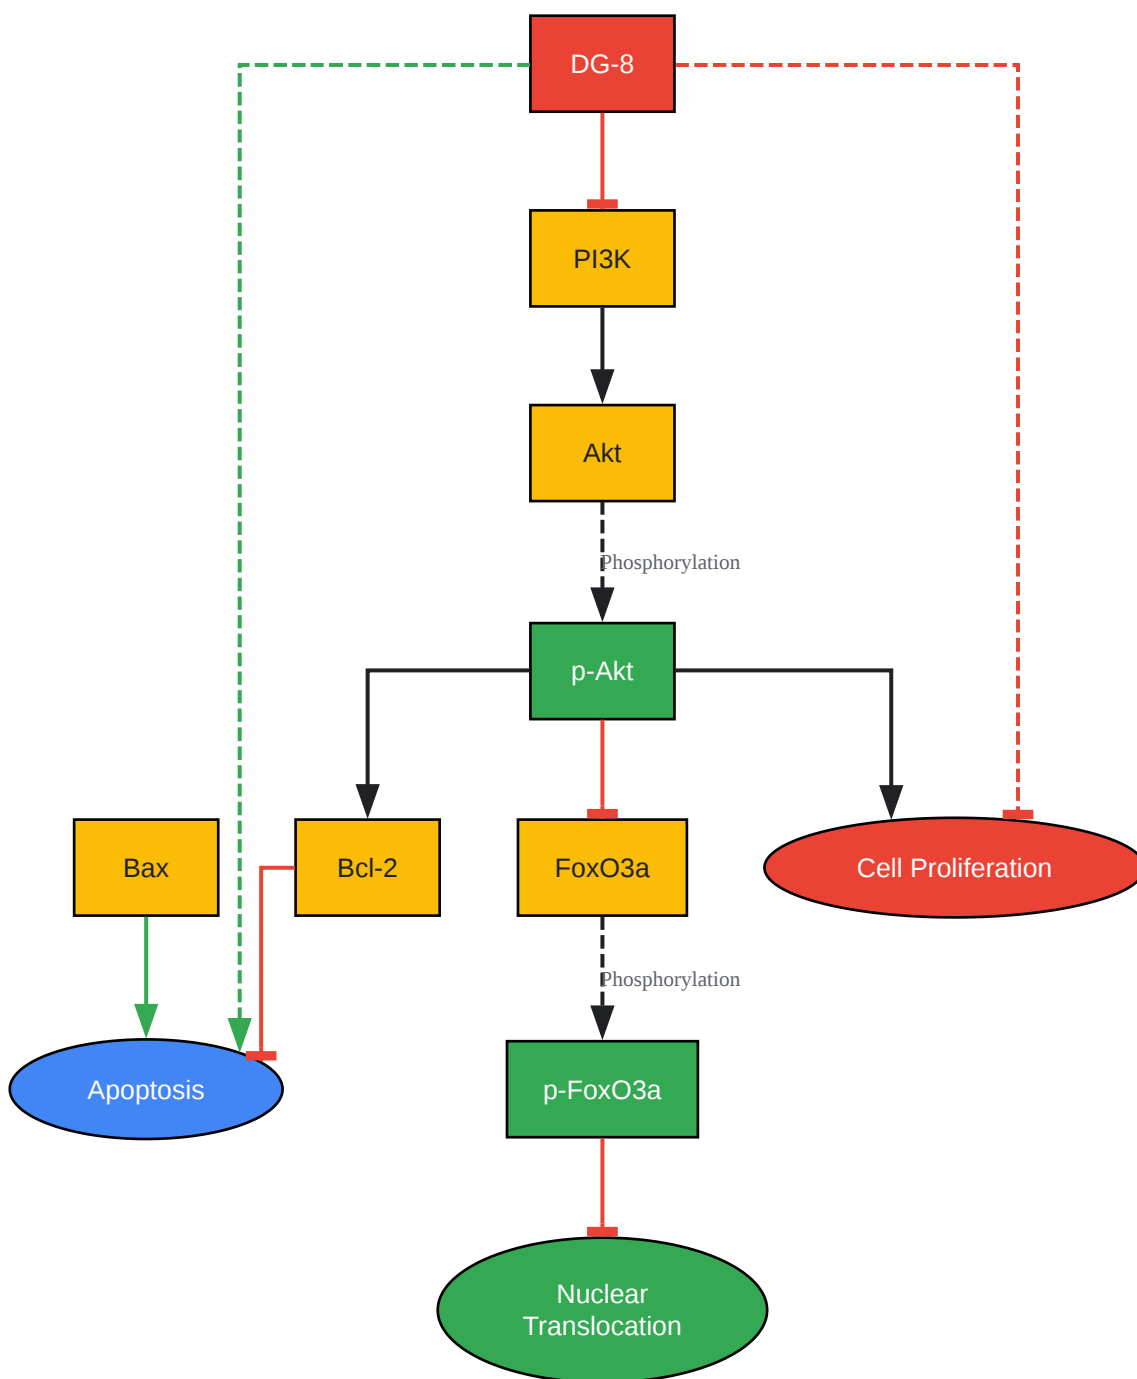 DG-8
PI3K
Akt
Phosphorylation
p-Akt
Bax
Bcl-2
FoxO3a
Cell Proliferation
Phosphorylation
Apoptosis
p-FoxO3a
Nuclear
Translocation